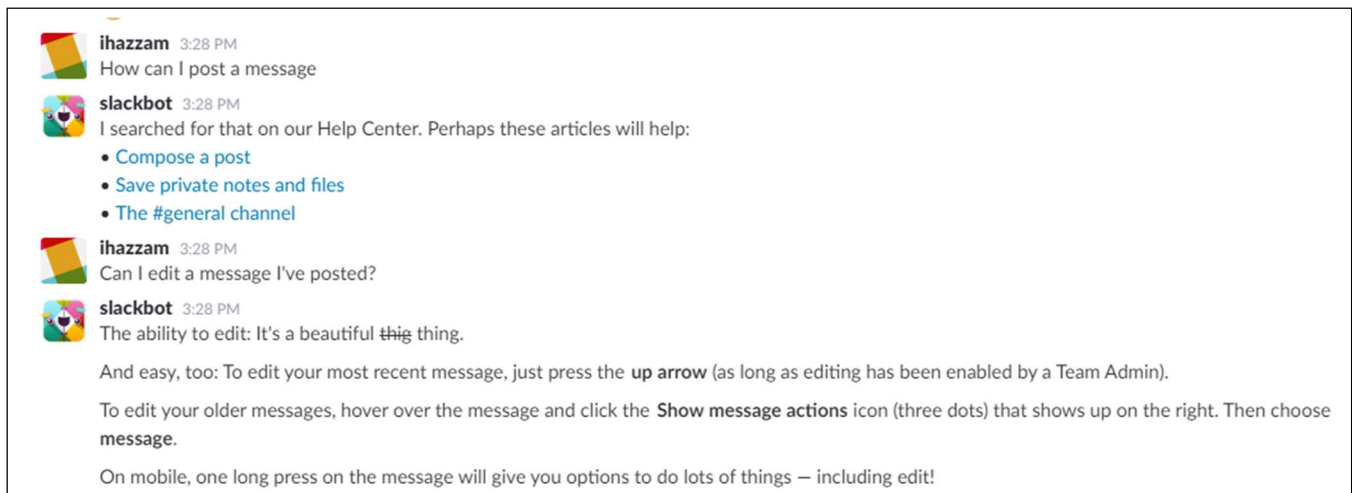 ihazzam 3:28 PM
How can I post a message
slackbot 3:28 PM
I searched for that on our Help Center. Perhaps these articles will help:
• Compose a post
• Save private notes and files
• The #general channel
ihazzam 3:28 PM
Can I edit a message I've posted?
slackbot 3:28 PM
The ability to edit: It's a beautiful thig thing.
And easy, too: To edit your most recent message, just press the up arrow (as long as editing has been enabled by a Team Admin).
To edit your older messages, hover over the message and click the Show message actions icon (three dots) that shows up on the right. Then choose
message.
On mobile, one long press on the message will give you options to do lots of things — including edit!